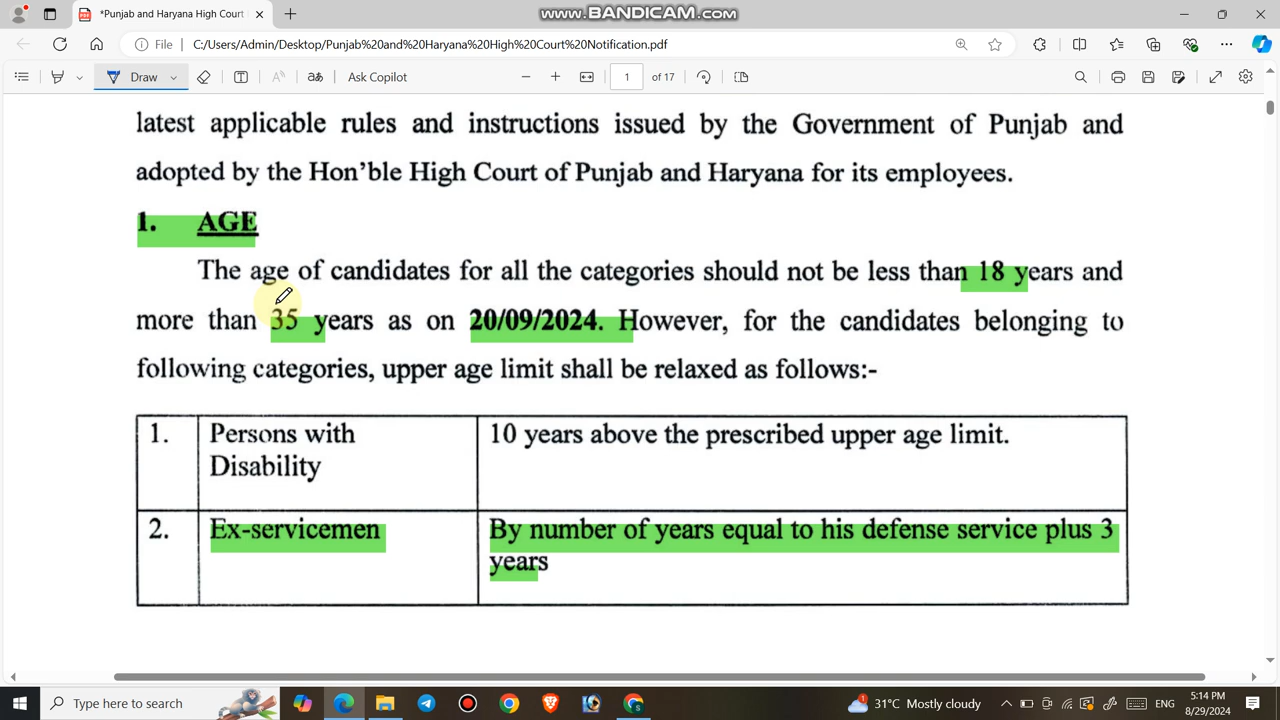 *Punjab and Haryana High Court
www.BANDICAM.com
File
C:/Users/Admin/Desktop/Punjab%20and%20Haryana%20High%20Court%20Notification.pdf
Draw
Ask Copilot
1 of 17
latest applicable rules and instructions issued by the Government of Punjab and
adopted by the Hon'ble High Court of Punjab and Haryana for its employees.
1. AGE
The age of candidates for all the categories should not be less than 18 years and
more than 35 years as on 20/09/2024. However, for the candidates belonging to
following categories, upper age limit shall be relaxed as follows:-
1. Persons with 10 years above the prescribed upper age limit.
Disability
2. Ex-servicemen By number of years equal to his defense service plus 3
years
Type here to search
31°C Mostly cloudy
ENG
5:14 PM
8/29/2024